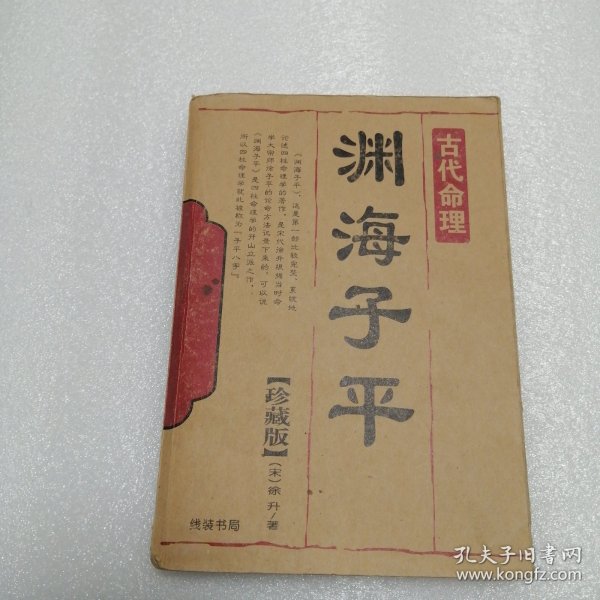 古代命理
渊海子平
《渊海子平》，这是第一部比较完整、系统地
论述四柱命理学的著作。是宋代徐升根据当时命
学大宗师徐子平的论命方法记录下来的，可以说
《渊海子平》是四柱命理学的开山立派之作，
所以四柱命理学就此被称为“子平八字”。
【珍藏版】
（宋）徐升/著
线装书局
孔夫子旧书网
www.kongfz.com